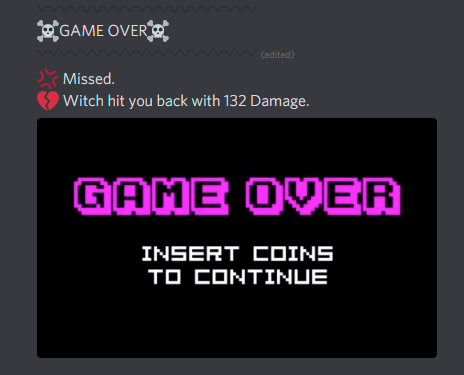 ☠GAME OVER☠
(edited)
💢 Missed.
💔 Witch hit you back with 132 Damage.
GAME OVER
INSERT COINS
TO CONTINUE